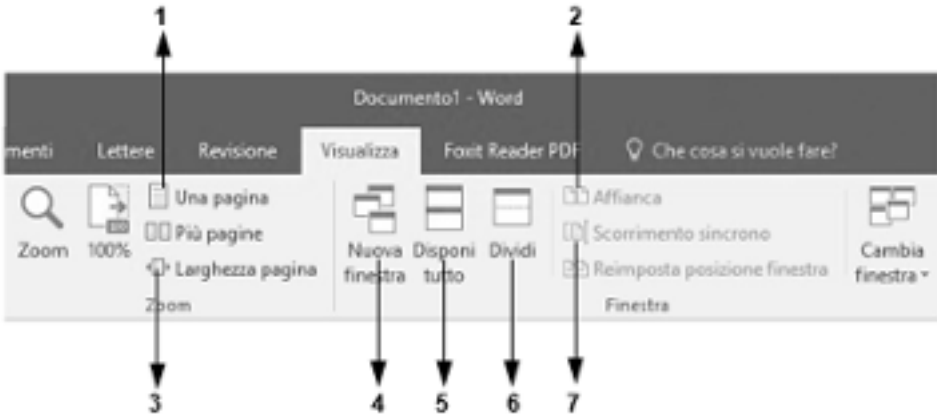 1 2
Documento1 - Word
menti Lettere Revisione Visualizza Foxit Reader PDF Che cosa si vuole fare?
Una pagina Affianca
Zoom 100% Più pagine Nuova Disponi Dividi Scorrimento sincrono Cambia
Larghezza pagina finestra tutto Reimposta posizione finestra finestra
Zoom Finestra
3 4 5 6 7